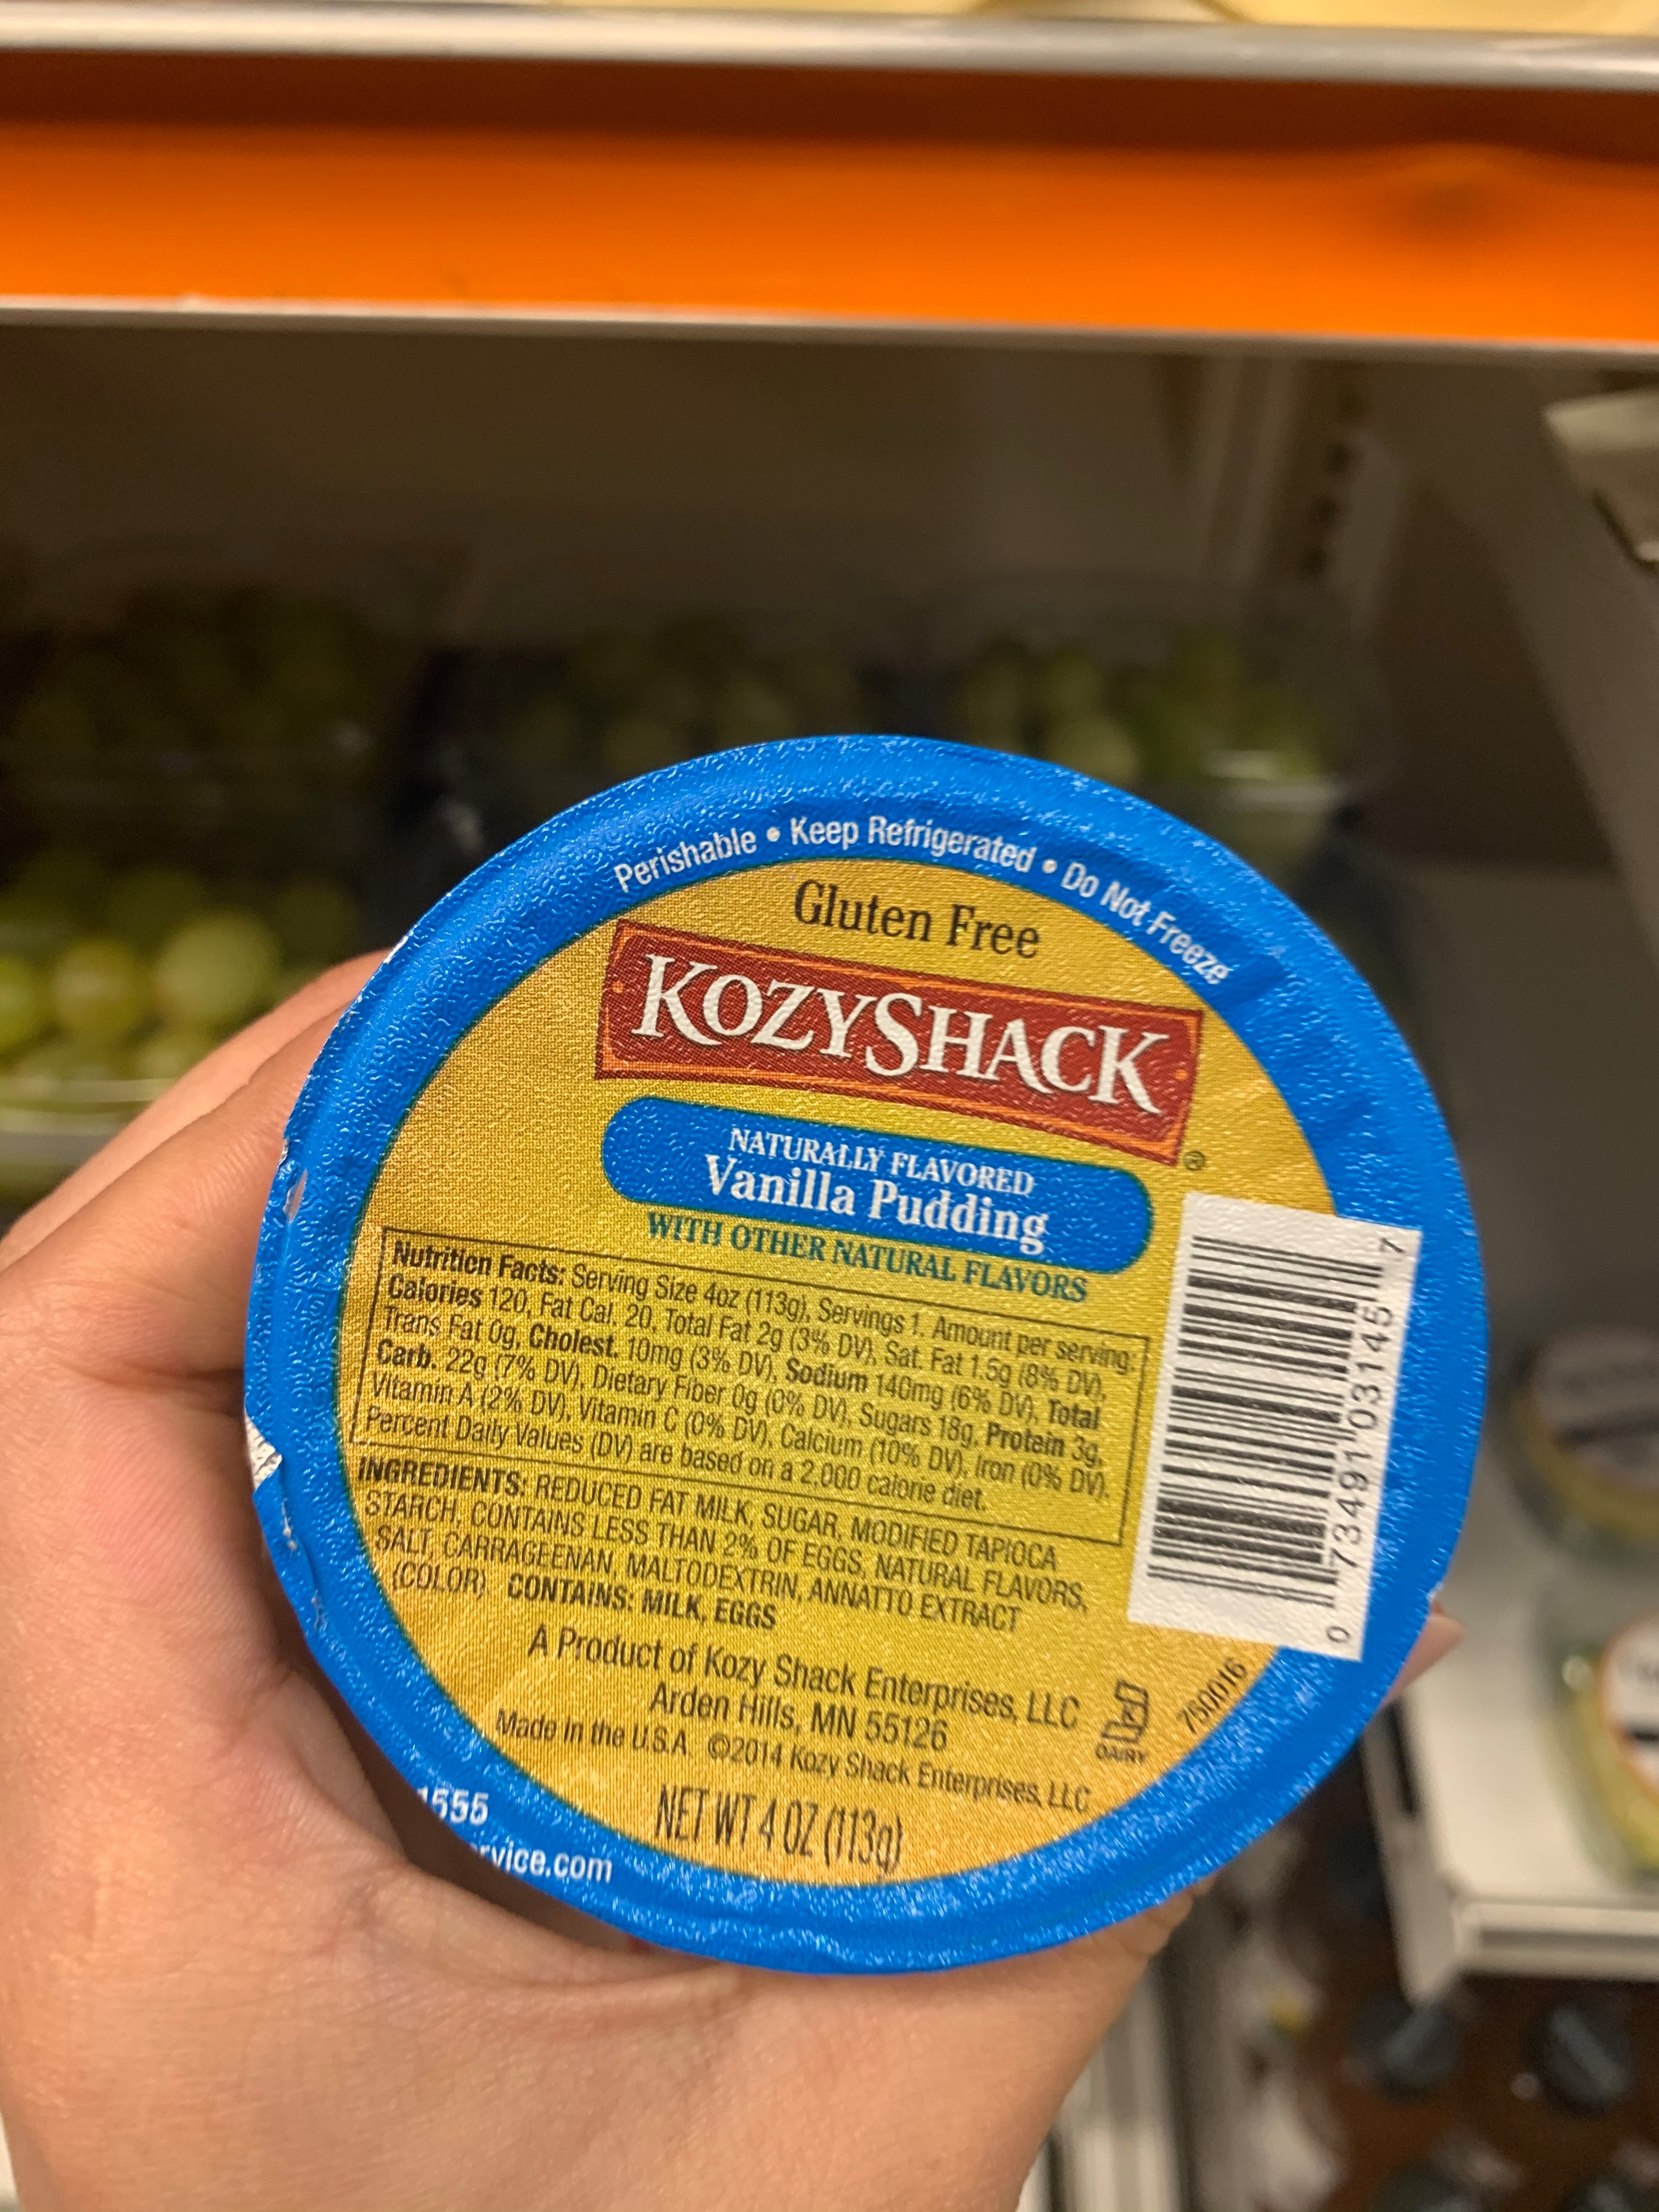 Perishable • Keep Refrigerated • Do Not Freeze
Gluten Free
KOZYSHACK®
NATURALLY FLAVORED
Vanilla Pudding
WITH OTHER NATURAL FLAVORS
Nutrition Facts: Serving Size 4oz (113g), Servings 1. Amount per serving:
Calories 120, Fat Cal. 20, Total Fat 2g (3% DV), Sat. Fat 1.5g (8% DV),
Trans Fat 0g, Cholest. 10mg (3% DV), Sodium 140mg (6% DV), Total
Carb. 22g (7% DV), Dietary Fiber 0g (0% DV), Sugars 18g, Protein 3g,
Vitamin A (2% DV), Vitamin C (0% DV), Calcium (10% DV), Iron (0% DV).
Percent Daily Values (DV) are based on a 2,000 calorie diet.
INGREDIENTS: REDUCED FAT MILK, SUGAR, MODIFIED TAPIOCA
STARCH. CONTAINS LESS THAN 2% OF EGGS, NATURAL FLAVORS,
SALT, CARRAGEENAN, MALTODEXTRIN, ANNATTO EXTRACT
(COLOR). CONTAINS: MILK, EGGS
A Product of Kozy Shack Enterprises, LLC
Arden Hills, MN 55126
Made in the U.S.A. ©2014 Kozy Shack Enterprises, LLC
NET WT 4 OZ (113g)
K
DAIRY
750016
0 73491 03145 7
1555
rvice.com